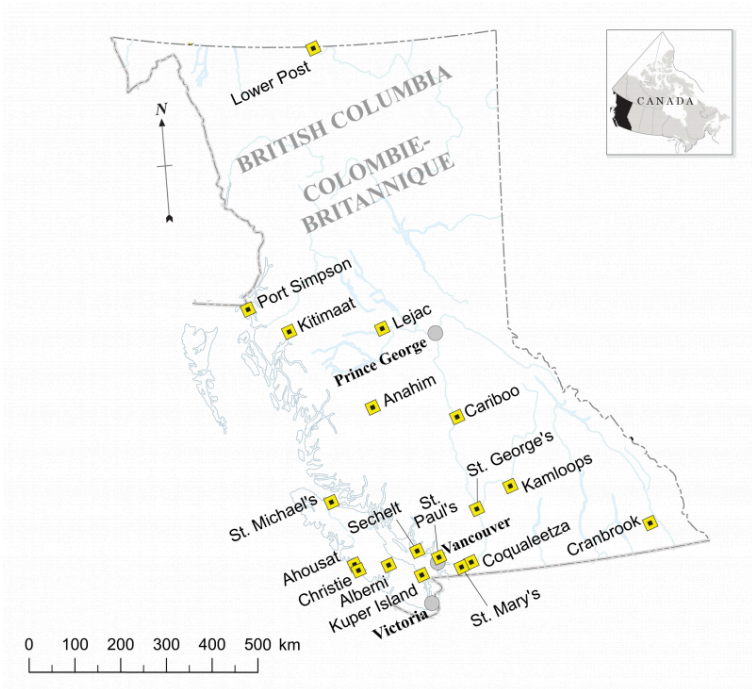 Lower Post
BRITISH COLUMBIA
COLOMBIE-
BRITANNIQUE
N
CANADA
Port Simpson
Kitimaat
Lejac
Prince George
Anahim
Cariboo
St. George's
Kamloops
St. Michael's
Sechelt
St.
Paul's
Vancouver
Coqualeetza
Cranbrook
Ahousat
Christie
Alberni
Kuper Island
Victoria
St. Mary's
0 100 200 300 400 500 km